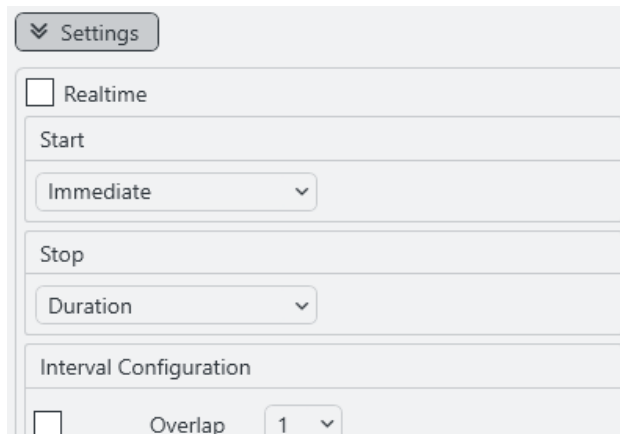 Settings
Realtime
Start
Immediate
Stop
Duration
Interval Configuration
Overlap 1